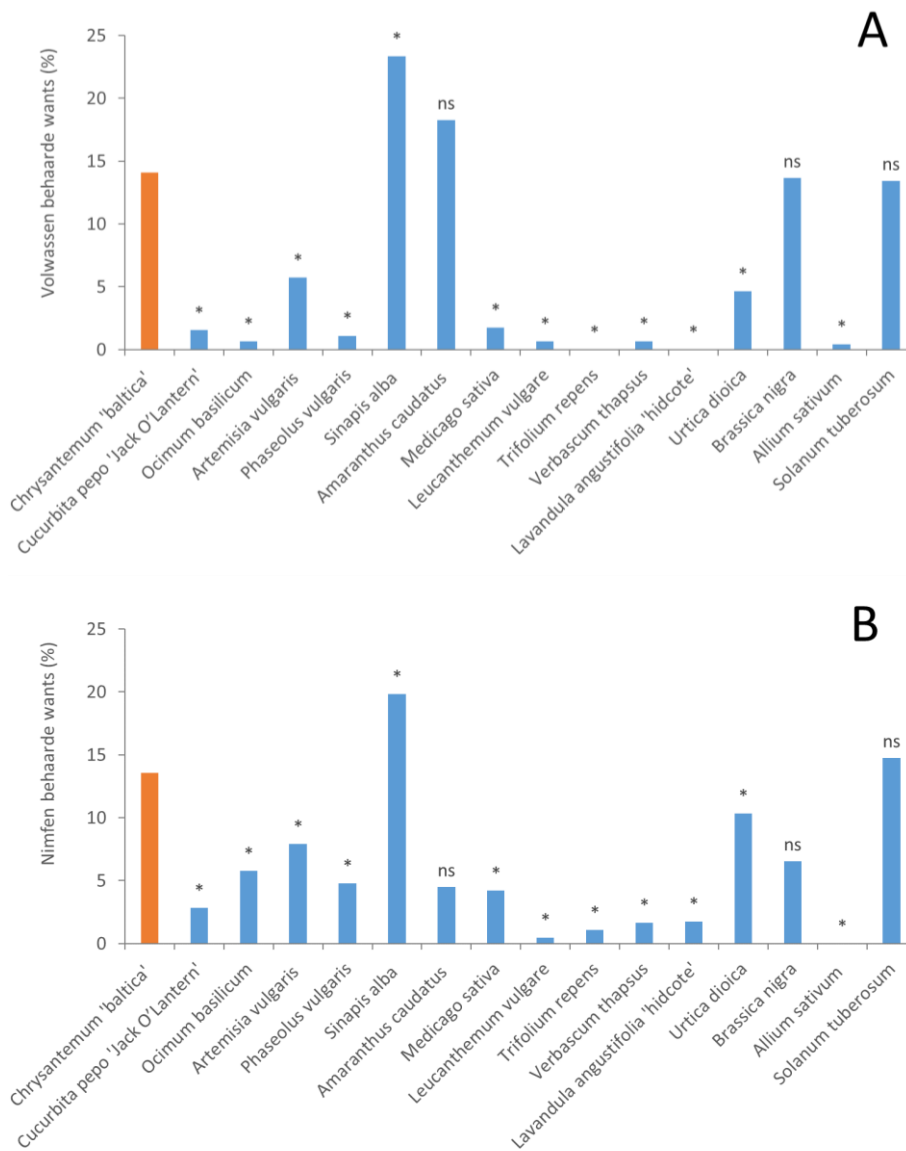 A
Volwassen behaarde wants (%)
25
20
15
10
5
0
*
*
*
*
*
ns
*
*
*
*
*
*
ns
*
ns
Chrysantemum 'baltica'
Cucurbita pepo 'Jack O'Lantern'
Ocimum basilicum
Artemisia vulgaris
Phaseolus vulgaris
Sinapis alba
Amaranthus caudatus
Medicago sativa
Leucanthemum vulgare
Trifolium repens
Verbascum thapsus
Lavandula angustifolia 'hidcote'
Urtica dioica
Brassica nigra
Allium sativum
Solanum tuberosum
B
Nimfen behaarde wants (%)
25
20
15
10
5
0
*
*
*
*
*
ns
*
*
*
*
*
*
ns
*
ns
Chrysantemum 'baltica'
Cucurbita pepo 'Jack O'Lantern'
Ocimum basilicum
Artemisia vulgaris
Phaseolus vulgaris
Sinapis alba
Amaranthus caudatus
Medicago sativa
Leucanthemum vulgare
Trifolium repens
Verbascum thapsus
Lavandula angustifolia 'hidcote'
Urtica dioica
Brassica nigra
Allium sativum
Solanum tuberosum